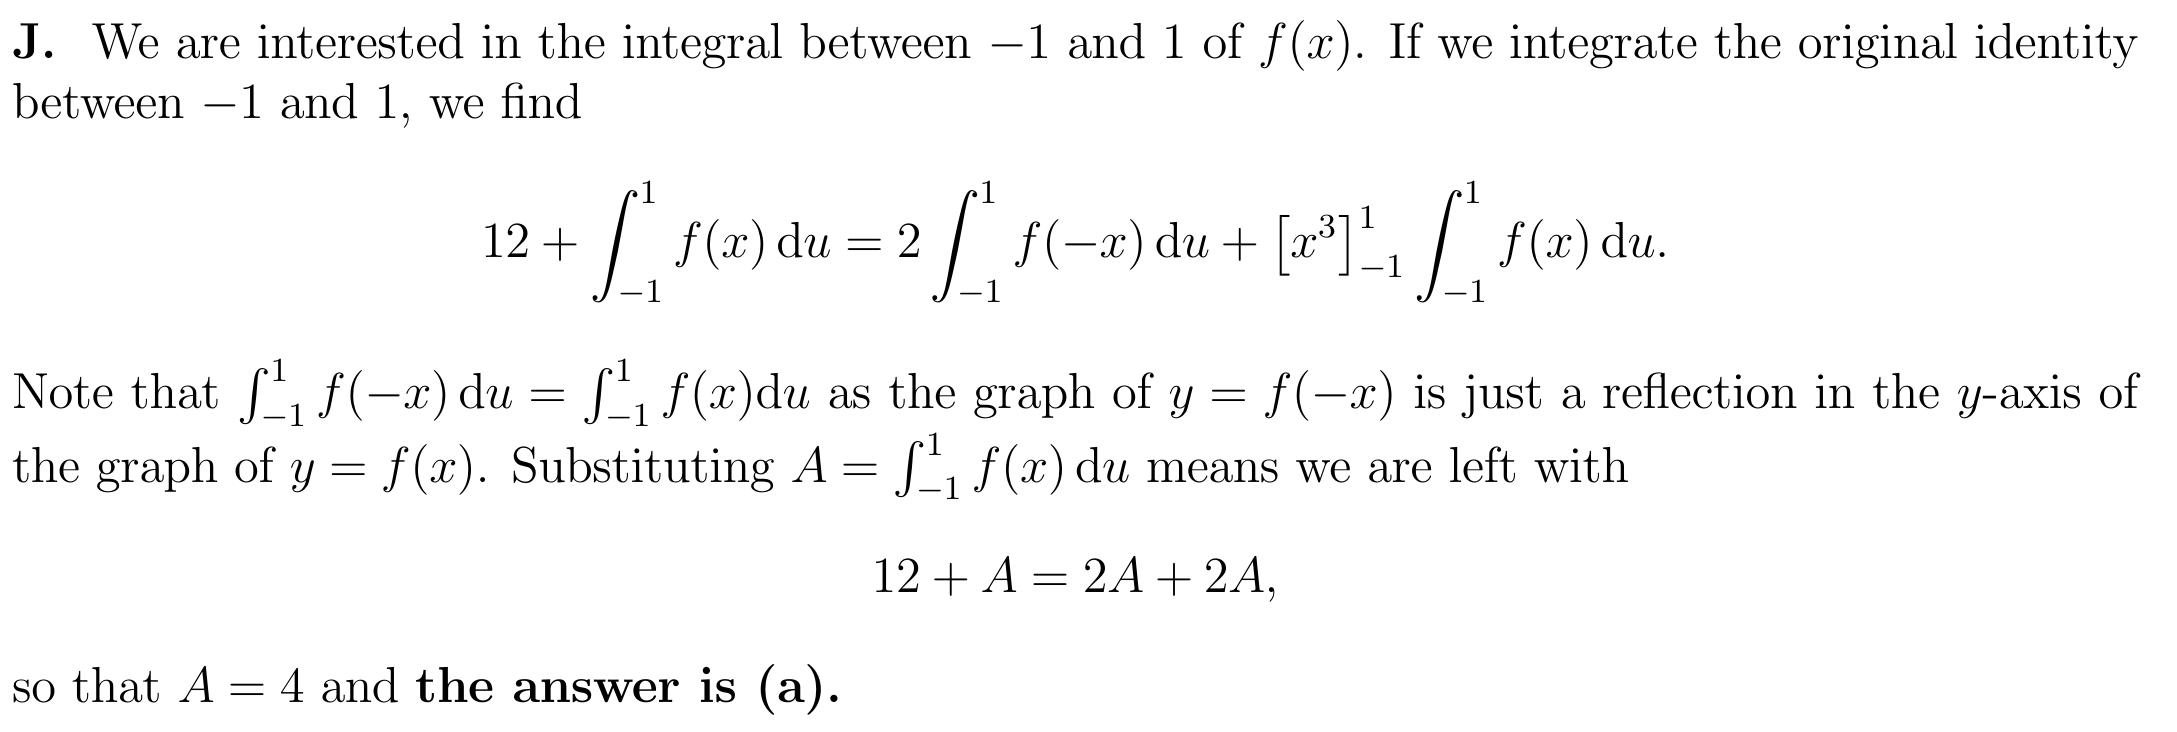 J. We are interested in the integral between −1 and 1 of f(x). If we integrate the original identity
between −1 and 1, we find
12 + ∫_{−1}^{1} f(x) du = 2 ∫_{−1}^{1} f(−x) du + [x³]_{−1}^{1} ∫_{−1}^{1} f(x) du.
Note that ∫_{−1}^{1} f(−x) du = ∫_{−1}^{1} f(x)du as the graph of y = f(−x) is just a reflection in the y-axis of
the graph of y = f(x). Substituting A = ∫_{−1}^{1} f(x) du means we are left with
12 + A = 2A + 2A,
so that A = 4 and the answer is (a).